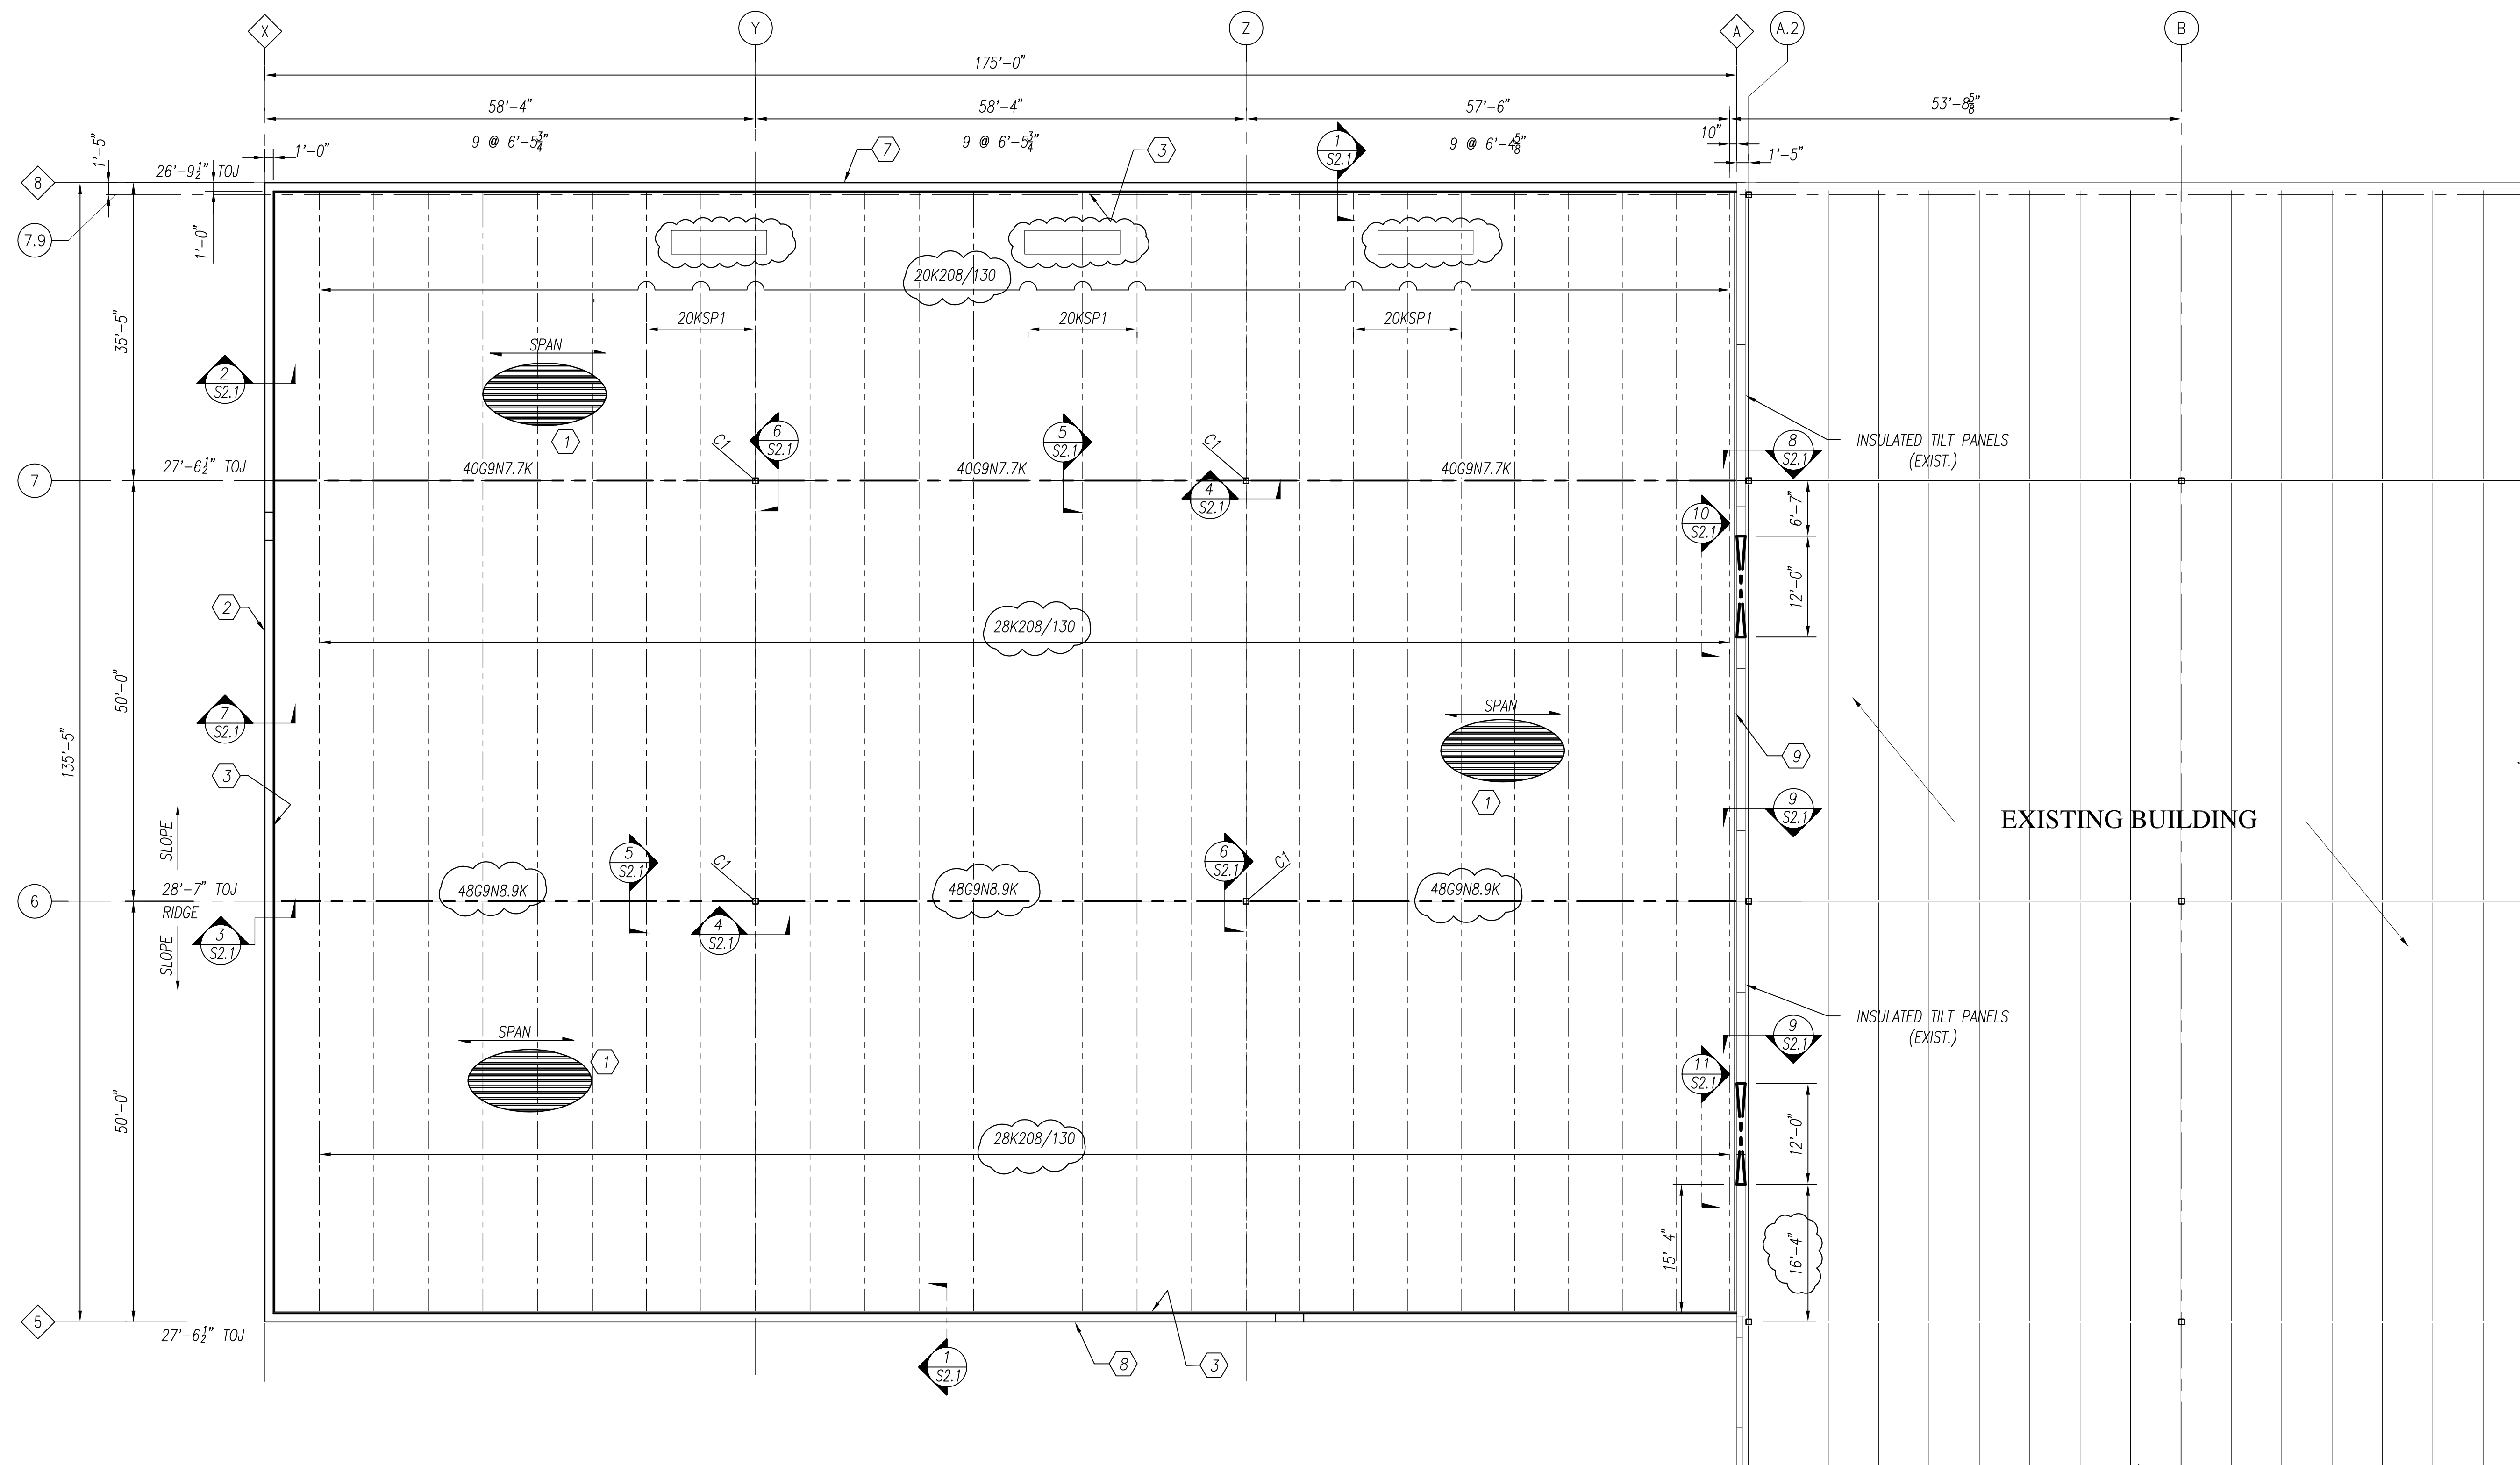 X
Y
Z
A
A.2
B
175'-0"
58'-4"
58'-4"
57'-6"
53'-8 5/8"
9 @ 6'-5 3/4"
9 @ 6'-5 3/4"
9 @ 6'-4 5/8"
10"
1'-5"
1'-5"
1'-0"
1
S2.1
7
3
8
26'-9 1/2" TOJ
7.9
1'-0"
20K208/130
20KSP1
20KSP1
20KSP1
35'-5"
SPAN
2
S2.1
1
C1
6
S2.1
5
S2.1
C1
INSULATED TILT PANELS
(EXIST.)
8
S2.1
7
27'-6 1/2" TOJ
40G9N7.7K
40G9N7.7K
40G9N7.7K
4
S2.1
10
S2.1
6'-7"
12'-0"
2
28K208/130
50'-0"
7
S2.1
SPAN
135'-5"
3
9
1
9
S2.1
EXISTING BUILDING
SLOPE
5
S2.1
C1
6
S2.1
C1
6
28'-7" TOJ
RIDGE
48G9N8.9K
48G9N8.9K
48G9N8.9K
3
S2.1
SLOPE
4
S2.1
INSULATED TILT PANELS
(EXIST.)
9
S2.1
SPAN
1
11
S2.1
50'-0"
28K208/130
12'-0"
15'-4"
16'-4"
5
27'-6 1/2" TOJ
1
S2.1
8
3